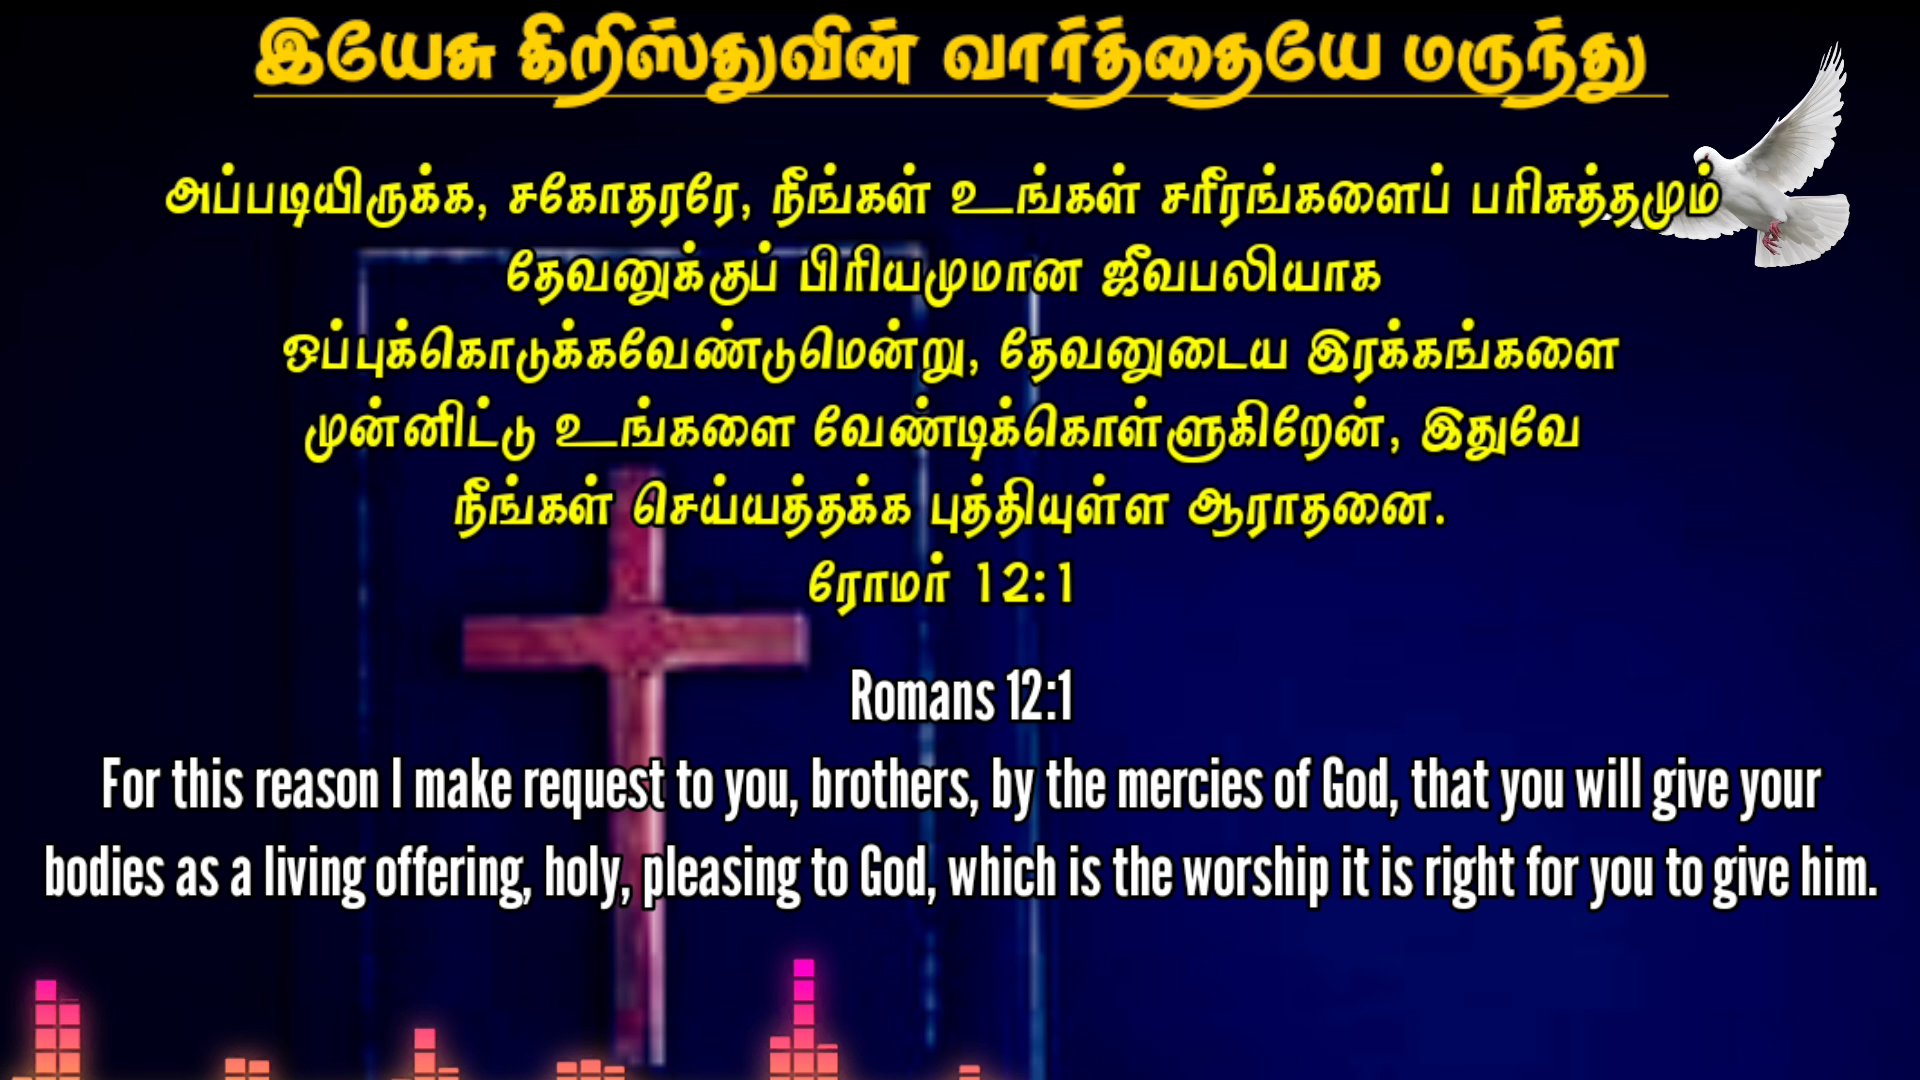 இயேசு கிறிஸ்துவின் வார்த்தையே மருந்து
அப்படியிருக்க, சகோதரரே, நீங்கள் உங்கள் சரீரங்களைப் பரிசுத்தமும்
தேவனுக்குப் பிரியமுமான ஜீவபலியாக
ஒப்புக்கொடுக்கவேண்டுமென்று, தேவனுடைய இரக்கங்களை
முன்னிட்டு உங்களை வேண்டிக்கொள்ளுகிறேன், இதுவே
நீங்கள் செய்யத்தக்க புத்தியுள்ள ஆராதனை.
ரோமர் 12:1
Romans 12:1
For this reason I make request to you, brothers, by the mercies of God, that you will give your
bodies as a living offering, holy, pleasing to God, which is the worship it is right for you to give him.